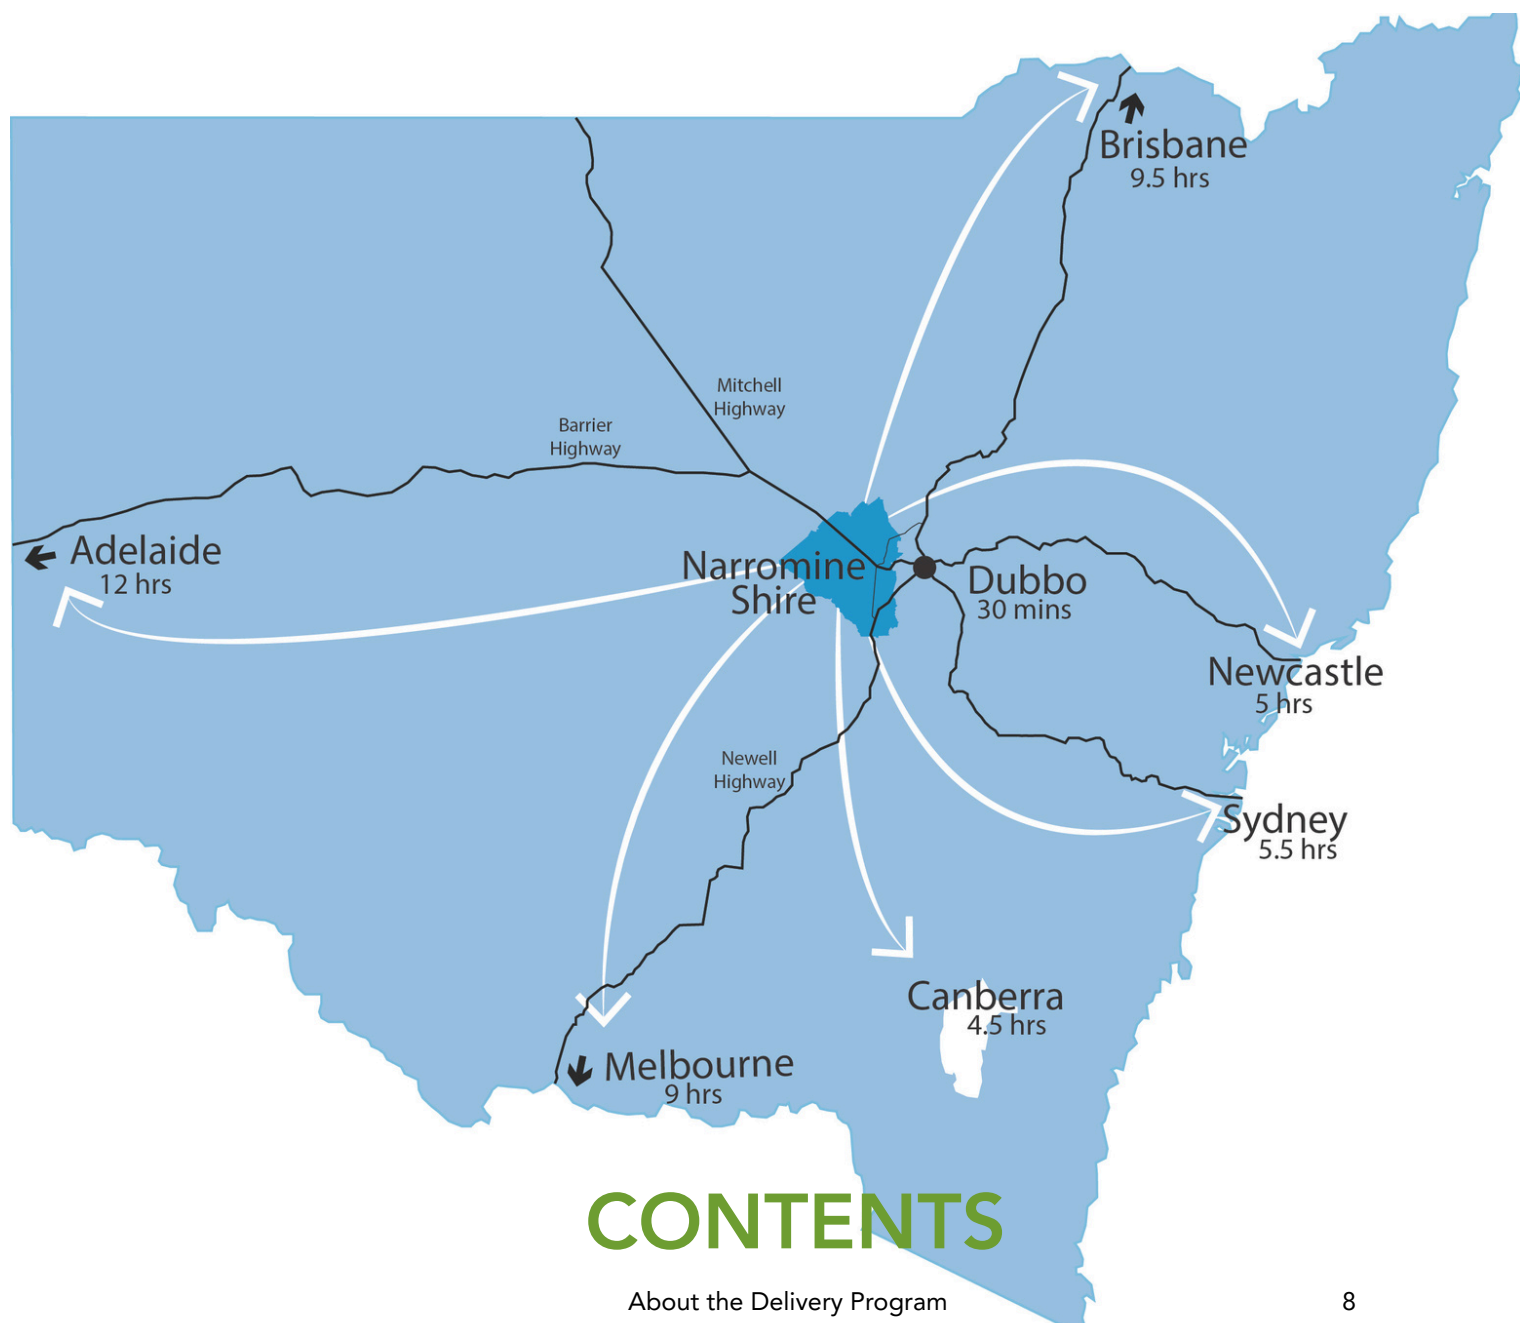 Brisbane
9.5 hrs
Mitchell
Highway
Barrier
Highway
Adelaide
12 hrs
Narromine
Shire
Dubbo
30 mins
Newcastle
5 hrs
Newell
Highway
Sydney
5.5 hrs
Canberra
4.5 hrs
Melbourne
9 hrs
CONTENTS
About the Delivery Program 8